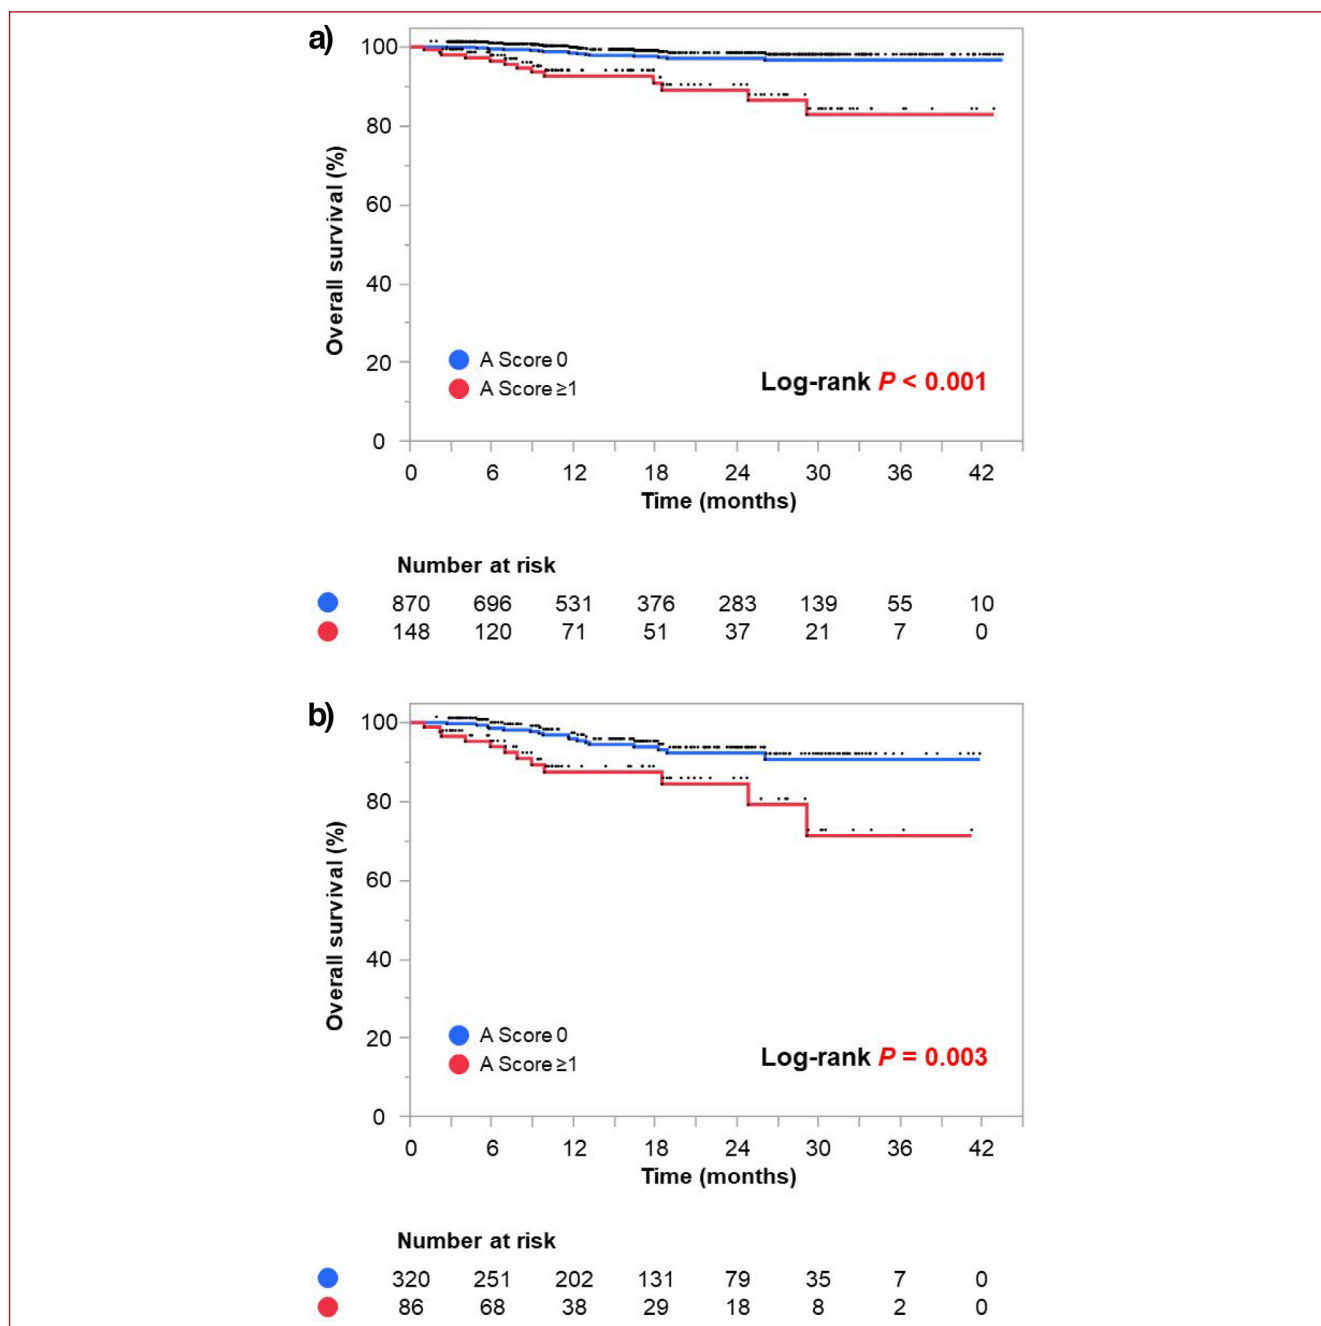 a)
100
80
60
40
20
0
Overall survival (%)
A Score 0
A Score ≥1
Log-rank P < 0.001
0 6 12 18 24 30 36 42
Time (months)
Number at risk
870 696 531 376 283 139 55 10
148 120 71 51 37 21 7 0
b)
100
80
60
40
20
0
Overall survival (%)
A Score 0
A Score ≥1
Log-rank P = 0.003
0 6 12 18 24 30 36 42
Time (months)
Number at risk
320 251 202 131 79 35 7 0
86 68 38 29 18 8 2 0